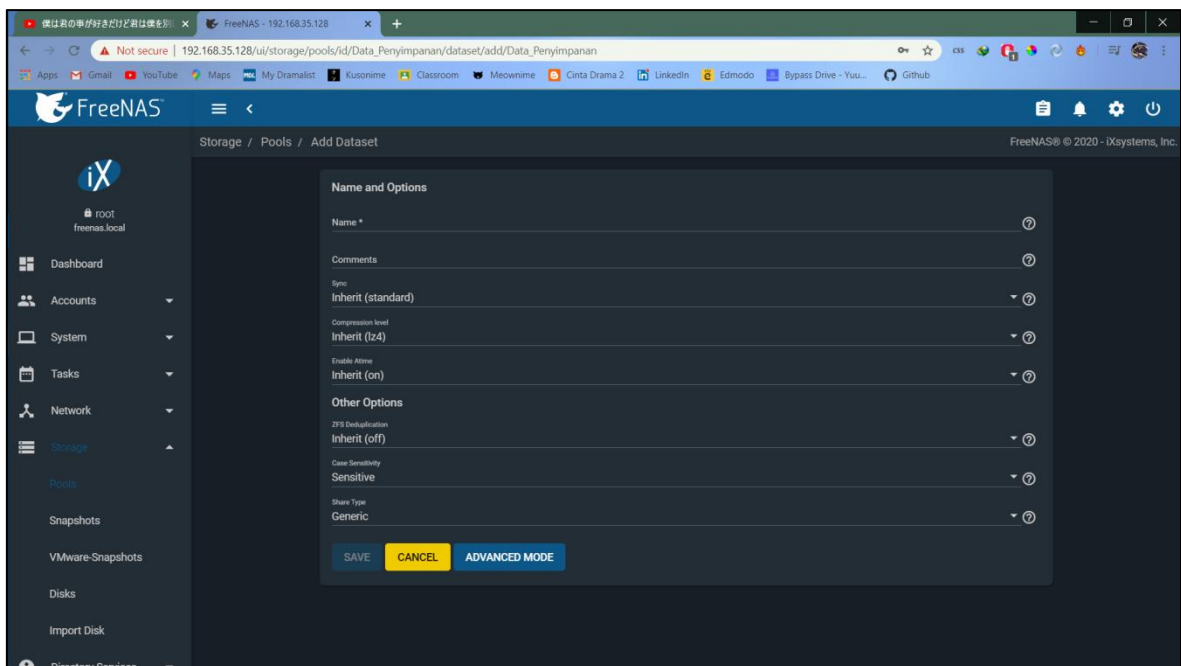 僕は君の事が好きだけど君は僕を別
FreeNAS - 192.168.35.128
Not secure | 192.168.35.128/ui/storage/pools/id/Data_Penyimpanan/dataset/add/Data_Penyimpanan
Apps Gmail YouTube Maps My Dramalist Kusonime Classroom Meownime Cinta Drama 2 LinkedIn Edmodo Bypass Drive - Yuu... Github
FreeNAS
Storage / Pools / Add Dataset
FreeNAS® © 2020 - iXsystems, Inc.
iX
root
freenas.local
Dashboard
Accounts
System
Tasks
Network
Storage
Pools
Snapshots
VMware-Snapshots
Disks
Import Disk
Directory Services
Name and Options
Name *
Comments
Sync
Inherit (standard)
Compression level
Inherit (lz4)
Enable Atime
Inherit (on)
Other Options
ZFS Deduplication
Inherit (off)
Case Sensitivity
Sensitive
Share Type
Generic
SAVE CANCEL ADVANCED MODE